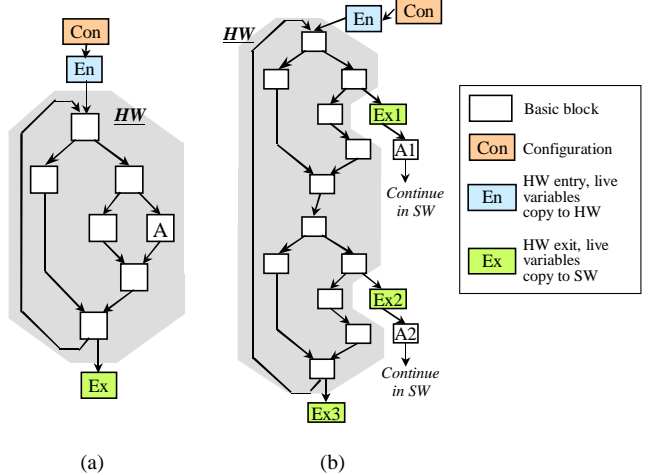 Con
En
HW
A
Ex
(a)
En
Con
HW
Ex1
A1
Continue
in SW
Ex2
A2
Continue
in SW
Ex3
(b)
Basic block
Con
Configuration
En
HW entry, live
variables
copy to HW
Ex
HW exit, live
variables
copy to SW